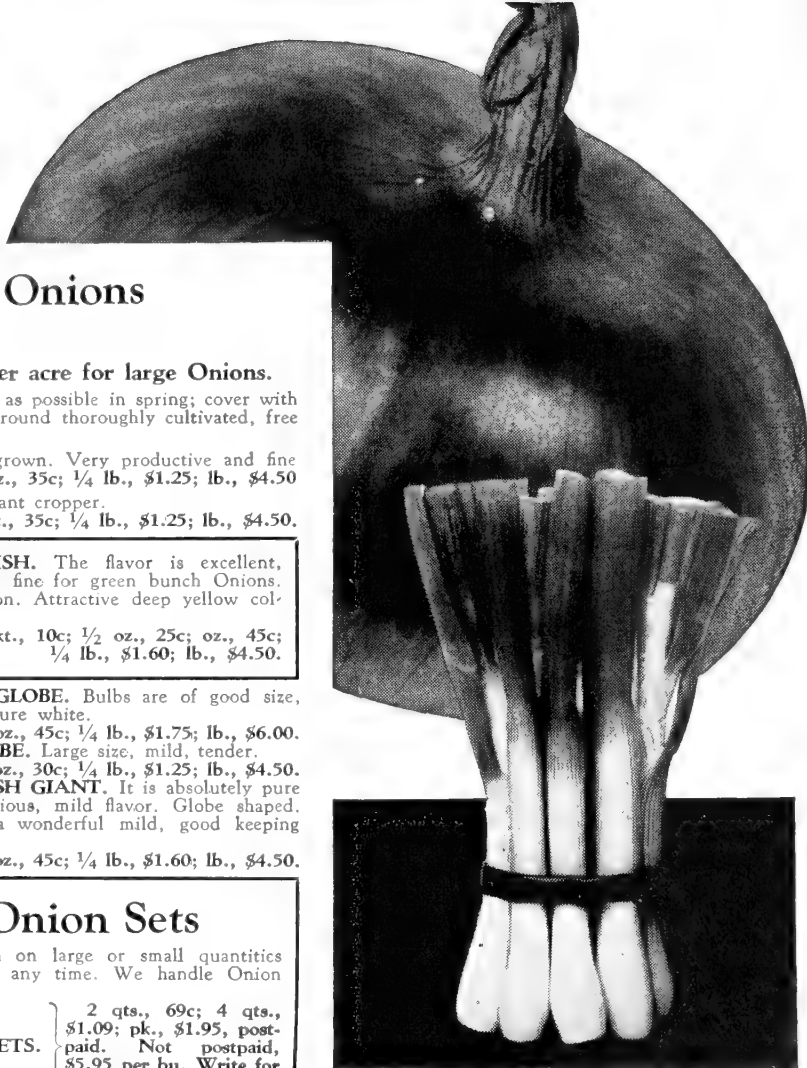 Onions
er acre for large Onions.
as possible in spring; cover with
round thoroughly cultivated, free
grown. Very productive and fine
z., 35c; ¼ lb., $1.25; lb., $4.50
ant cropper.
., 35c; ¼ lb., $1.25; lb., $4.50.
ISH. The flavor is excellent,
fine for green bunch Onions.
on. Attractive deep yellow col-
kt., 10c; ½ oz., 25c; oz., 45c;
¼ lb., $1.60; lb., $4.50.
GLOBE. Bulbs are of good size,
ure white.
oz., 45c; ¼ lb., $1.75; lb., $6.00.
BE. Large size, mild, tender.
oz., 30c; ¼ lb., $1.25; lb., $4.50.
SH GIANT. It is absolutely pure
ious, mild flavor. Globe shaped.
a wonderful mild, good keeping
oz., 45c; ¼ lb., $1.60; lb., $4.50.
Onion Sets
on large or small quantities
any time. We handle Onion
2 qts., 69c; 4 qts.,
$1.09; pk., $1.95, post-
ETS. paid. Not postpaid,
$5.95 per bu. Write for